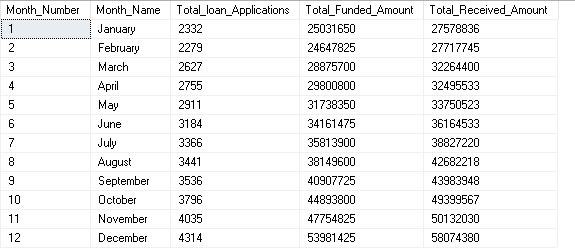 Month_Number Month_Name Total_loan_Applications Total_Funded_Amount Total_Received_Amount
1 January 2332 25031650 27578836
2 February 2279 24647825 27717745
3 March 2627 28875700 32264400
4 April 2755 29800800 32495533
5 May 2911 31738350 33750523
6 June 3184 34161475 36164533
7 July 3366 35813900 38827220
8 August 3441 38149600 42682218
9 September 3536 40907725 43983948
10 October 3796 44893800 49399567
11 November 4035 47754825 50132030
12 December 4314 53981425 58074380